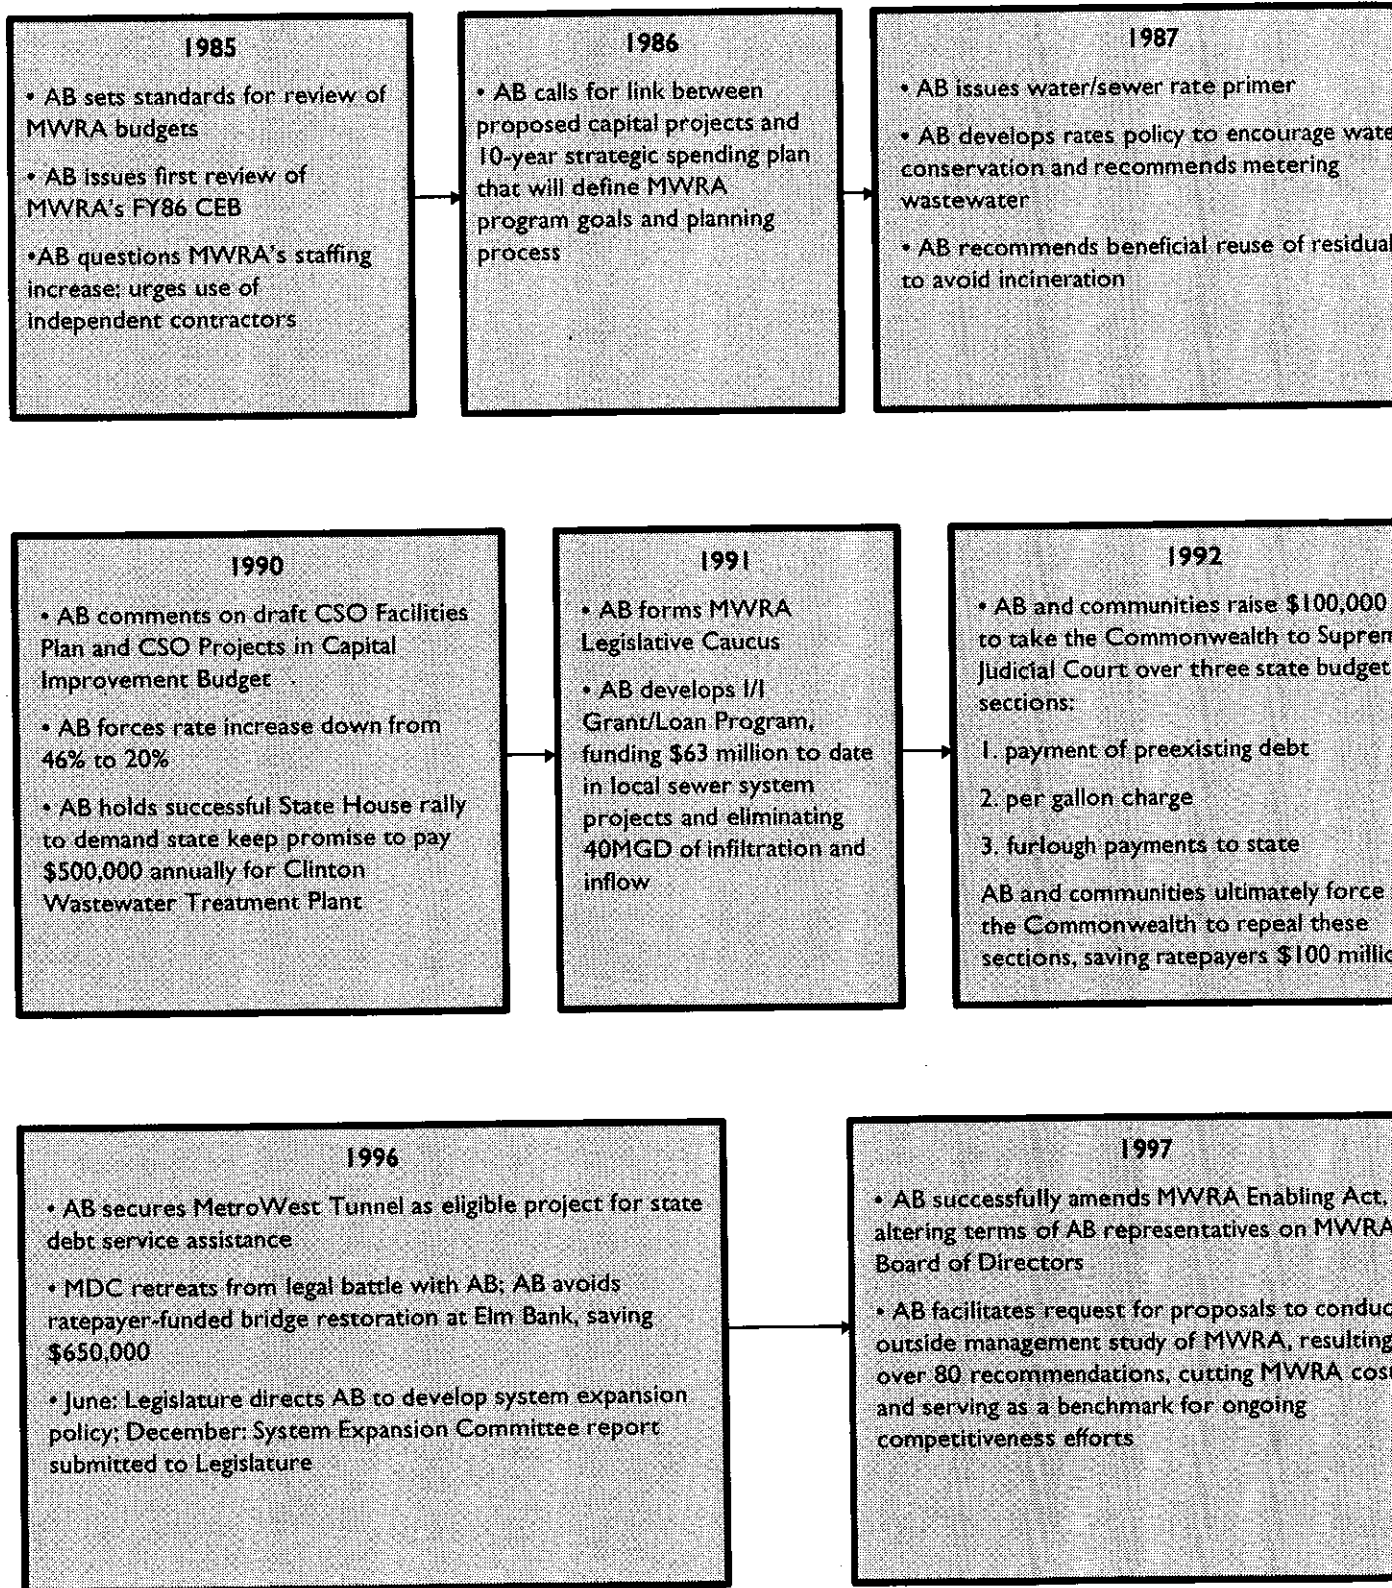 1985
• AB sets standards for review of
MWRA budgets
• AB issues first review of
MWRA's FY86 CEB
•AB questions MWRA's staffing
increase; urges use of
independent contractors
1986
• AB calls for link between
proposed capital projects and
10-year strategic spending plan
that will define MWRA
program goals and planning
process
1987
• AB issues water/sewer rate primer
• AB develops rates policy to encourage wate
conservation and recommends metering
wastewater
• AB recommends beneficial reuse of residual
to avoid incineration
1990
• AB comments on draft CSO Facilities
Plan and CSO Projects in Capital
Improvement Budget
• AB forces rate increase down from
46% to 20%
• AB holds successful State House rally
to demand state keep promise to pay
$500,000 annually for Clinton
Wastewater Treatment Plant
1991
• AB forms MWRA
Legislative Caucus
• AB develops I/I
Grant/Loan Program,
funding $63 million to date
in local sewer system
projects and eliminating
40MGD of infiltration and
inflow
1992
• AB and communities raise $100,000
to take the Commonwealth to Suprem
Judicial Court over three state budget
sections:
1. payment of preexisting debt
2. per gallon charge
3. furlough payments to state
AB and communities ultimately force
the Commonwealth to repeal these
sections, saving ratepayers $100 millio
1996
• AB secures MetroWest Tunnel as eligible project for state
debt service assistance
• MDC retreats from legal battle with AB; AB avoids
ratepayer-funded bridge restoration at Elm Bank, saving
$650,000
• June: Legislature directs AB to develop system expansion
policy; December: System Expansion Committee report
submitted to Legislature
1997
• AB successfully amends MWRA Enabling Act,
altering terms of AB representatives on MWRA
Board of Directors
• AB facilitates request for proposals to conduc
outside management study of MWRA, resulting
over 80 recommendations, cutting MWRA cost
and serving as a benchmark for ongoing
competitiveness efforts